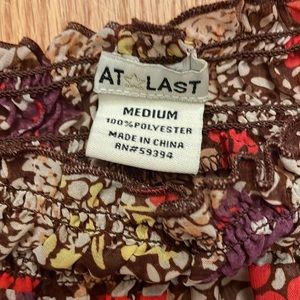 AT LAST
MEDIUM
100% POLYESTER
MADE IN CHINA
RN#59394